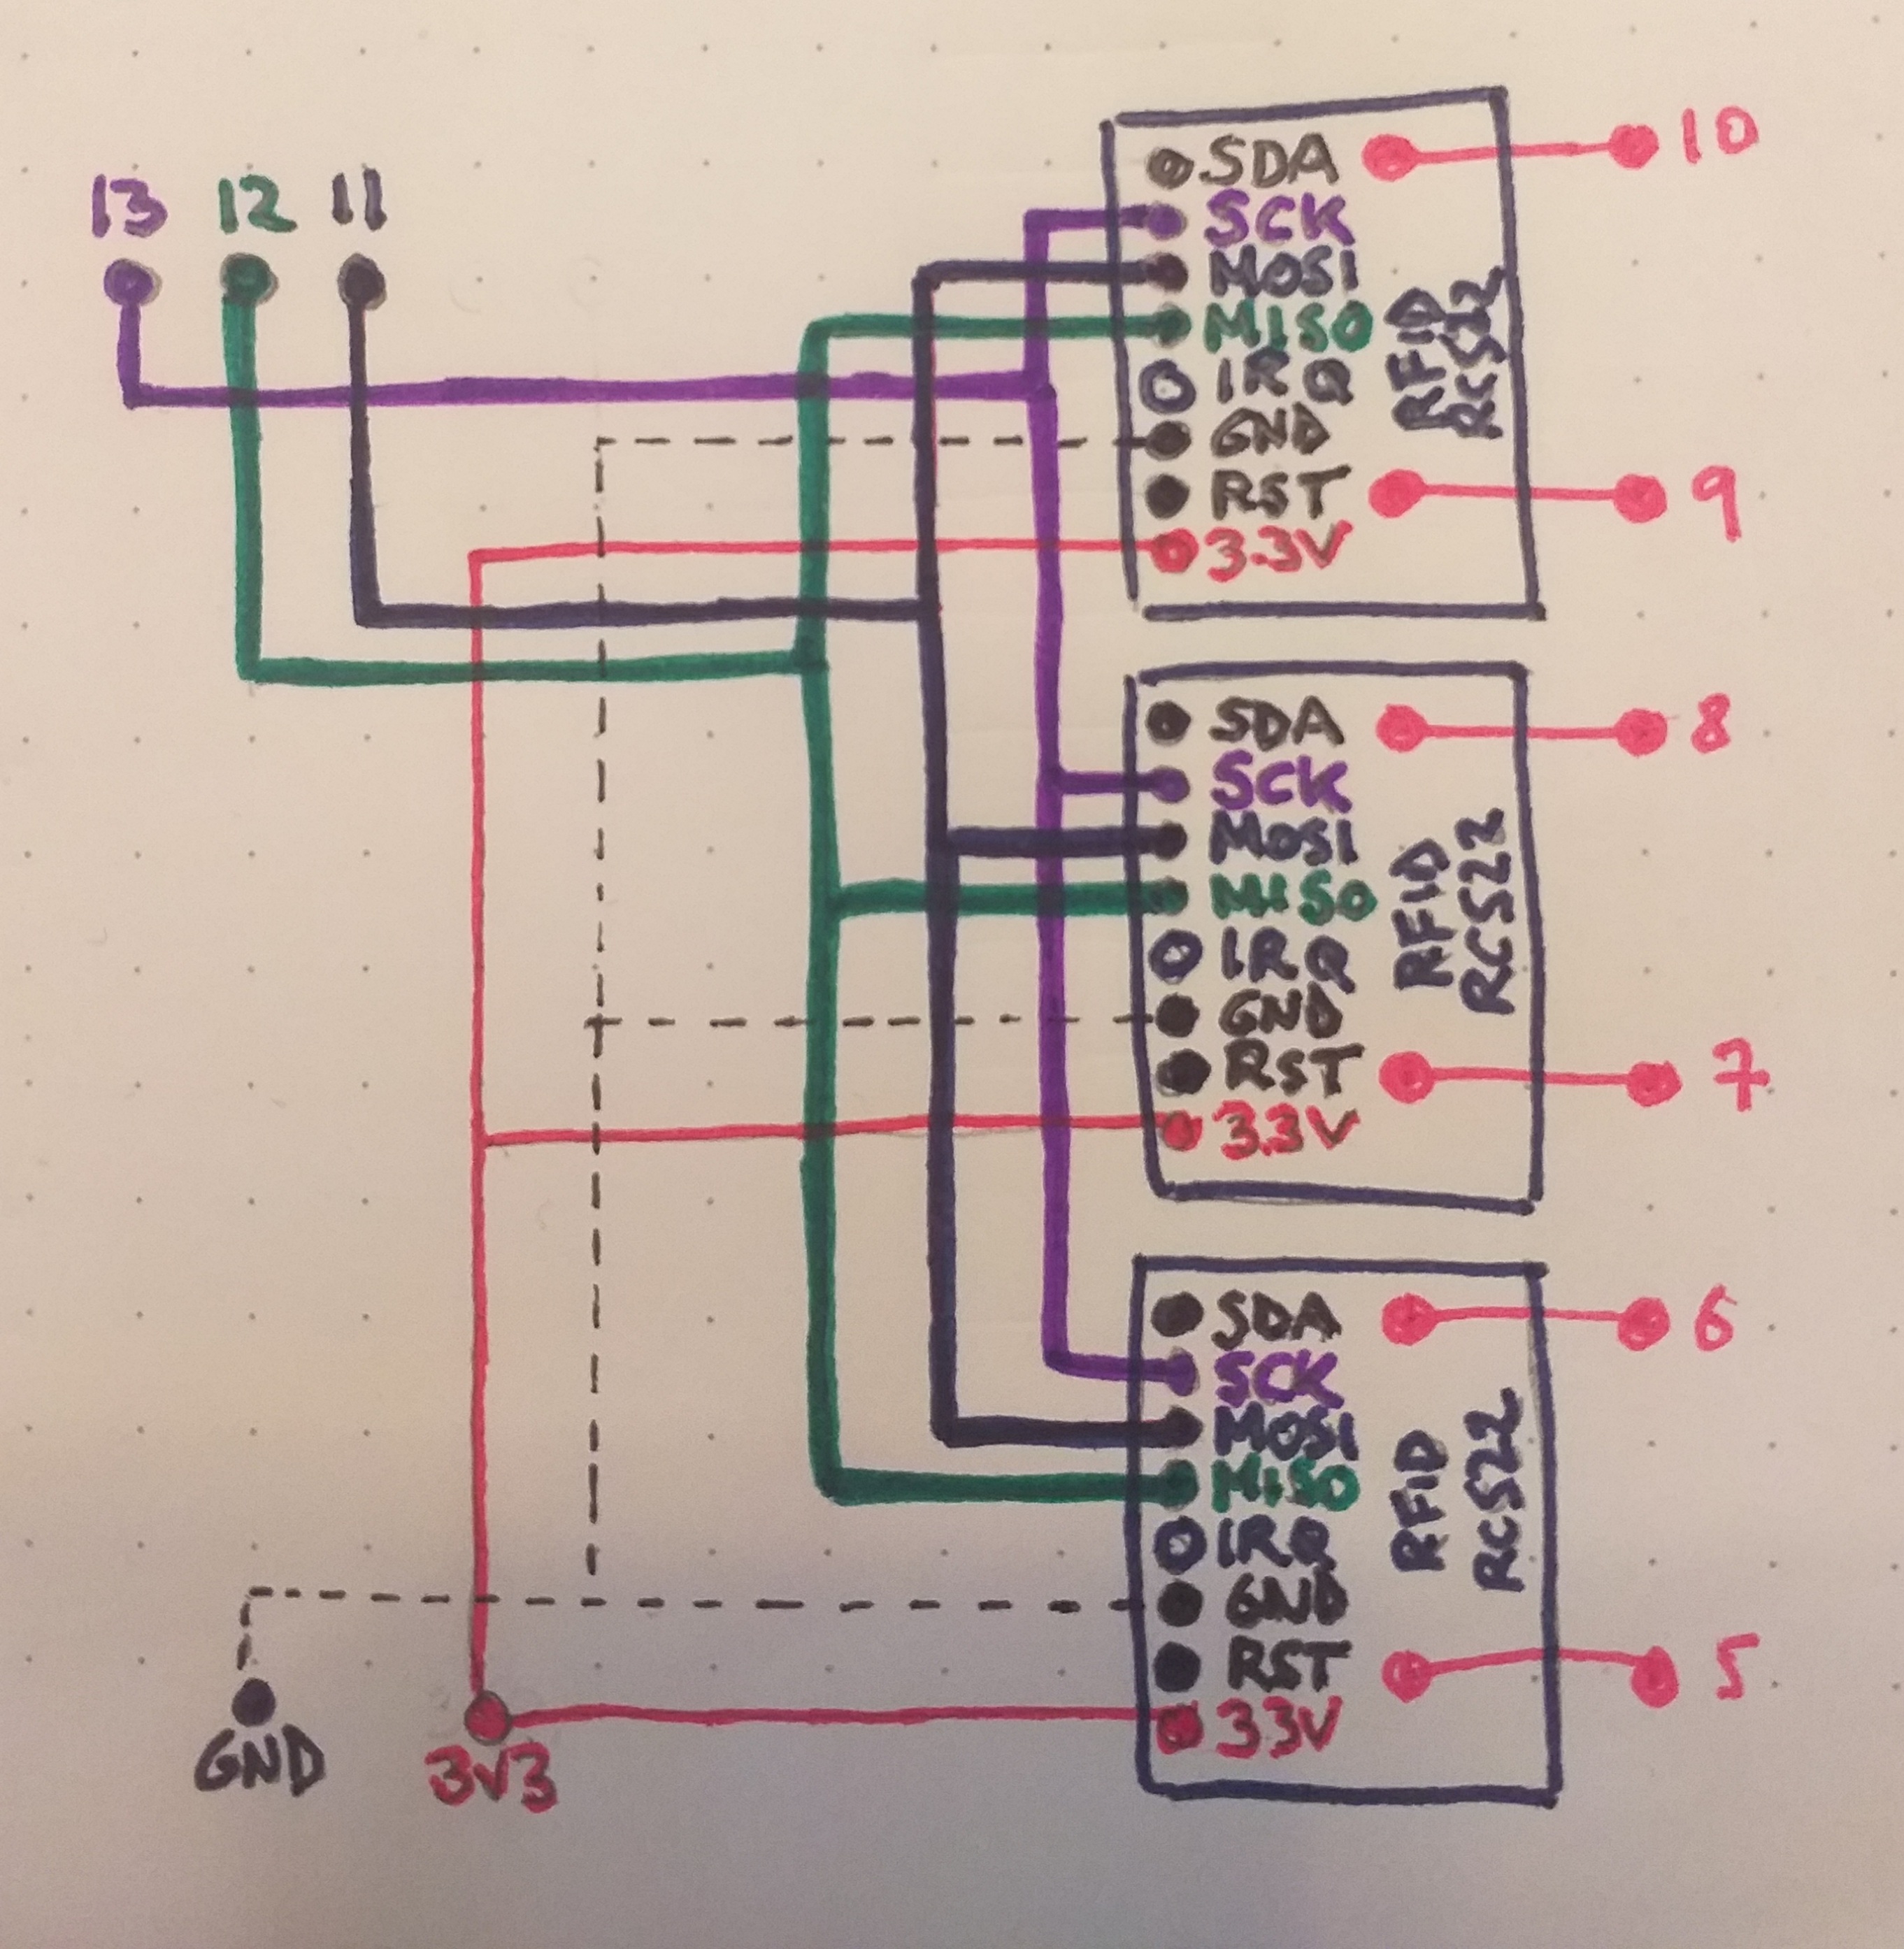 13 12 11
SDA 10
SCK
MOSI
MISO
IRQ
GND
RST 9
3.3V
RFID
RC522
SDA 8
SCK
MOSI
MISO
IRQ
GND
RST 7
3.3V
RFID
RC522
SDA 6
SCK
MOSI
MISO
IRQ
GND
RST 5
33V
RFID
RC522
GND
3V3